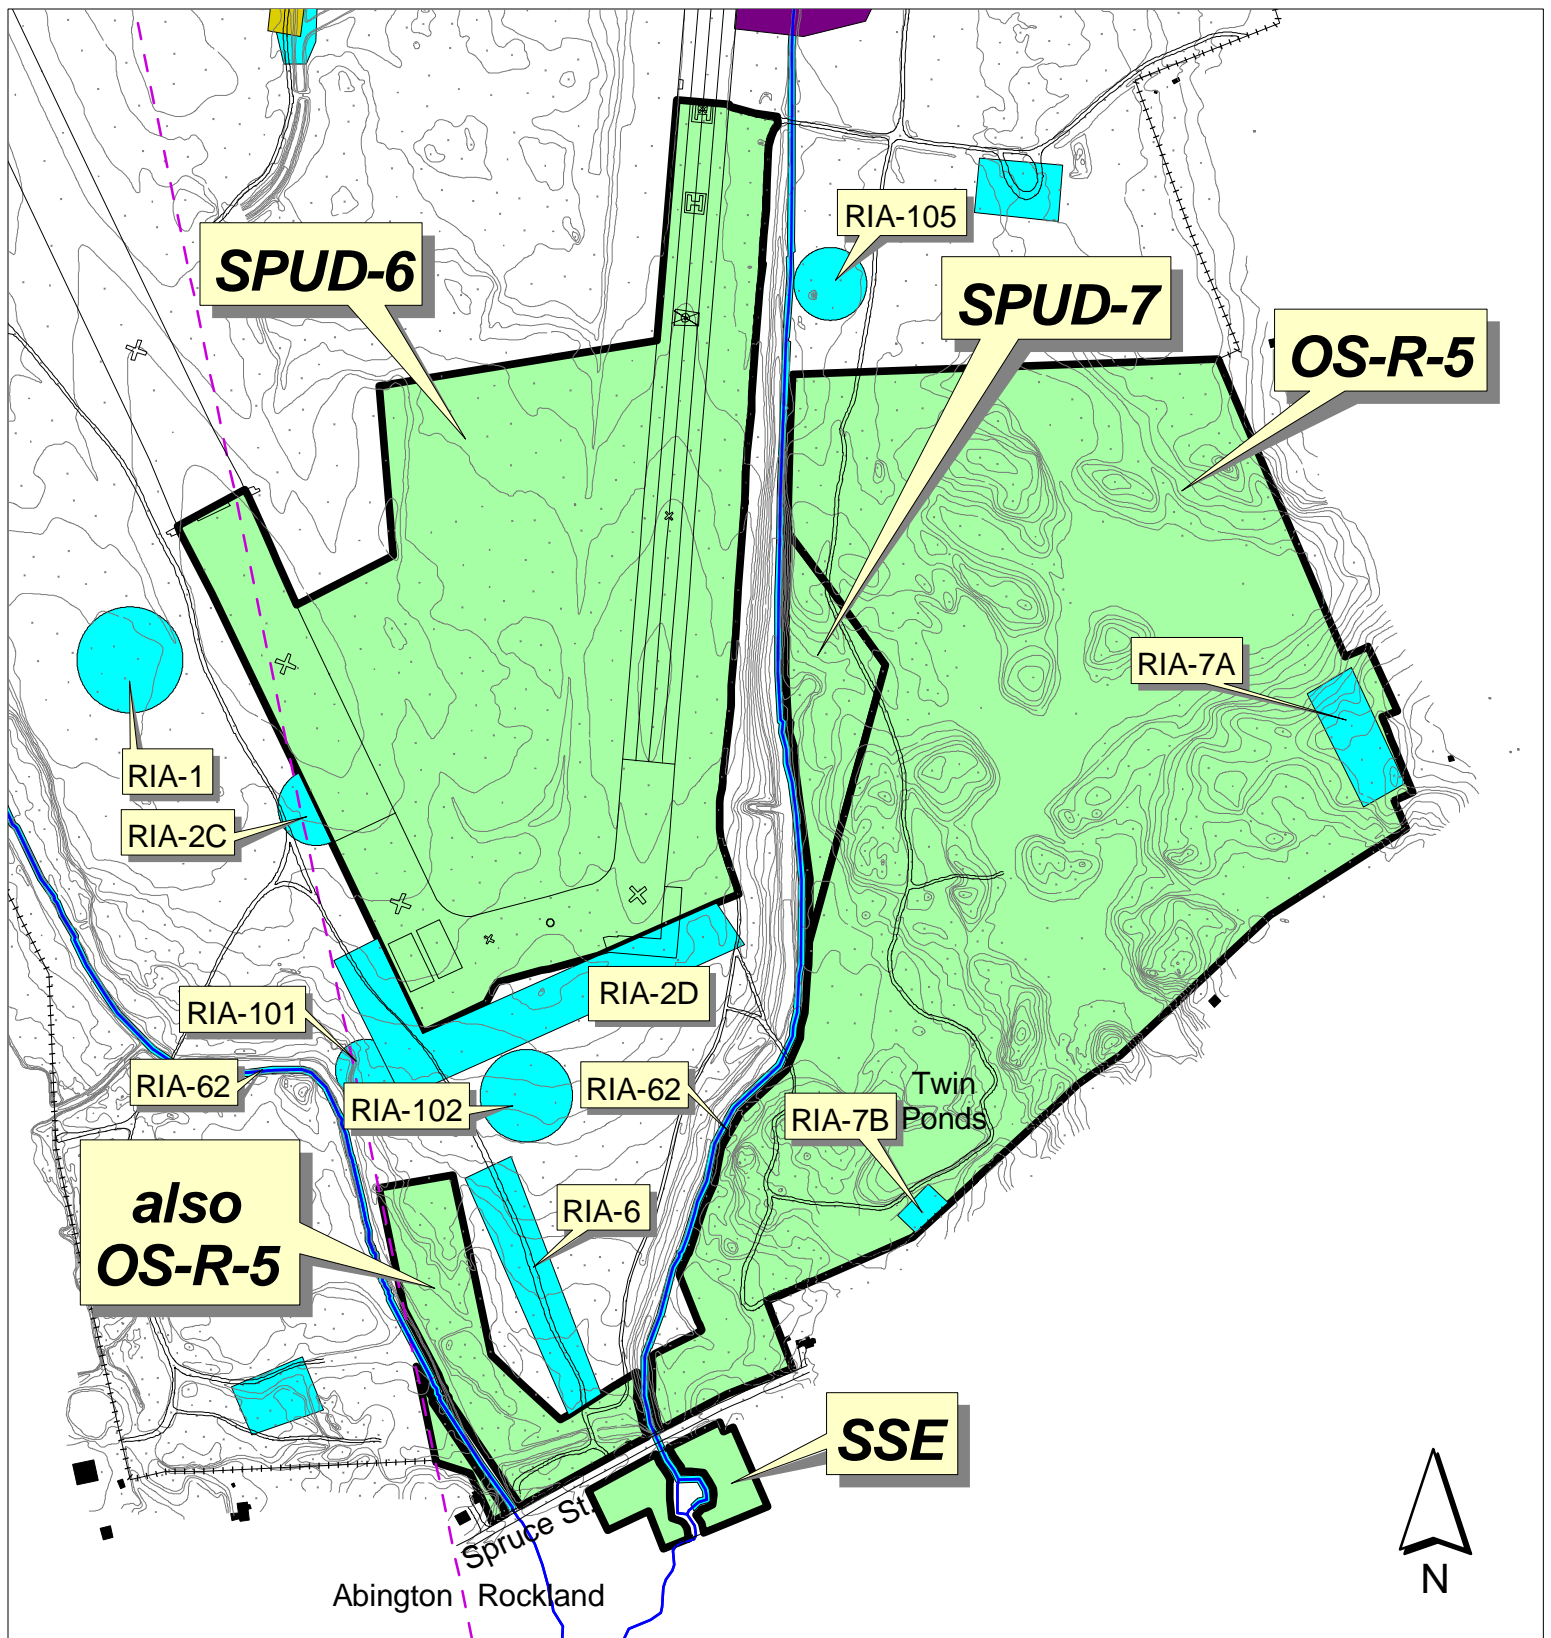 RIA-105
SPUD-6
SPUD-7
OS-R-5
RIA-7A
RIA-1
RIA-2C
RIA-2D
RIA-101
RIA-62
RIA-102
RIA-62
Twin
Ponds
RIA-7B
also
OS-R-5
RIA-6
SSE
Spruce St.
N
Abington
Rockland